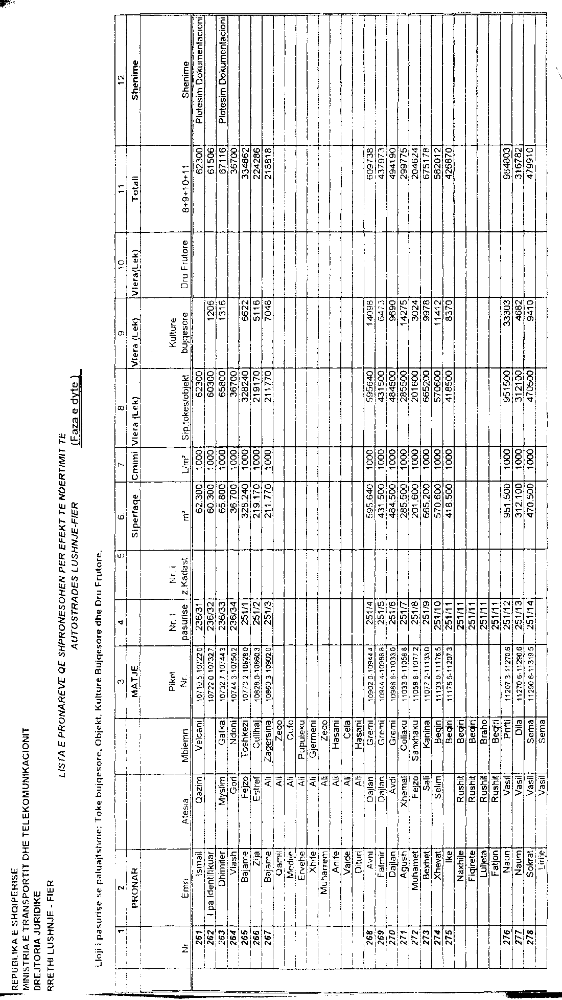 REPUBLIKA E SHQIPERISE
MINISTRIA E TRANSPORTIT DHE TELEKOMUNIKACIONIT
DREJTORIA JURIDIKE
RRETHI LUSHNJE - FIER
LISTA E PRONAREVE QE SHPRONESOHEN PER EFEKT TE NDERTIMIT TE
AUTOSTRADES LUSHNJE-FIER (Faza e dyte )
Lloji i pasurise se paluajtshme: Toke bujqesore, Objekt, Kulture Bujqesore dhe Dru Frutore.
1 2 3 4 5 6 7 8 9 10 11 12
PRONAR MATJE Siperfaqe Cmimi Vlera (Lek) Vlera (Lek) Vlera(Lek) Totali Shenime
Piket Nr. I Nr. i Kulture
Nr Emri Atesia Mbiemri Nr. pasurise z.Kadast. m² L/m² Sip.tokes/objekt bujqesore Dru Frutore 8+9+10+11 Shenime
261 Ismail Qazim Velcani 10710.5-10722.0 236/31 62.300 1000 62300 62300 Plotesim Dokumentacioni
262 I pa Identifikuar 10722.0-10732.7 236/32 60.300 1000 60300 1206 61506
263 Dhimiter Myslim Gafka 10732.7-10744.3 236/33 65.800 1000 65800 1316 67116 Plotesim Dokumentacioni
264 Vlash Gori Ndoni 10744.3-10750.2 236/34 36.700 1000 36700 36700
265 Bajame Fejzo Toshkezi 10773.2-10828.0 251/1 328.240 1000 328240 6622 334862
266 Zija Estref Cullhaj 10828.0-10860.3 251/2 219.170 1000 219170 5116 224286
267 Bajame Ali Zagersina 10860.3-10902.0 251/3 211.770 1000 211770 7048 218818
Qamil Ali Zeqo
Medije Ali Cufo
Ervehe Ali Pupuleku
Xhife Ali Gjermeni
Muharrem Ali Zeqo
Anife Ali Hasani
Vaide Ali Cela
Dituri Ali Hasani
268 Avni Dajlan Gremi 10902.0-10944.4 251/4 595.640 1000 595640 14098 609738
269 Fatmir Dajlan Gremi 10944.4-10988.8 251/5 431.500 1000 431500 6473 437973
270 Dajlan Avdi Gremi 10988.8-11033.0 251/6 484.500 1000 484500 9690 494190
271 Agush Xhemal Collaku 11033.0-11058.8 251/7 285.500 1000 285500 14275 299775
272 Muhamet Fejzo Sanxhaku 11058.8-11077.2 251/8 201.600 1000 201600 3024 204624
273 Bexhet Sali Kanina 11077.2-11133.0 251/9 665.200 1000 665200 9978 675178
274 Xhevat Selim Beqiri 11133.0-11176.5 251/10 570.600 1000 570600 11412 582012
275 Ike Beqiri 11176.5-11207.3 251/11 418.500 1000 418500 8370 426870
Naxhile Rushit Beqiri 251/11
Fiqirete Rushit Beqiri 251/11
Luljeta Rushit Braho 251/11
Fatjon Rushit Beqiri 251/11
276 Naun Vasil Prifti 11207.3-11270.6 251/12 951.500 1000 951500 33303 984803
277 Naum Vasil Dila 11270.6-11290.6 251/13 312.100 1000 312100 4682 316782
278 Sokrat Vasil Sema 11290.6-11319.5 251/14 470.500 1000 470500 9410 479910
Lirije Vasil Sema